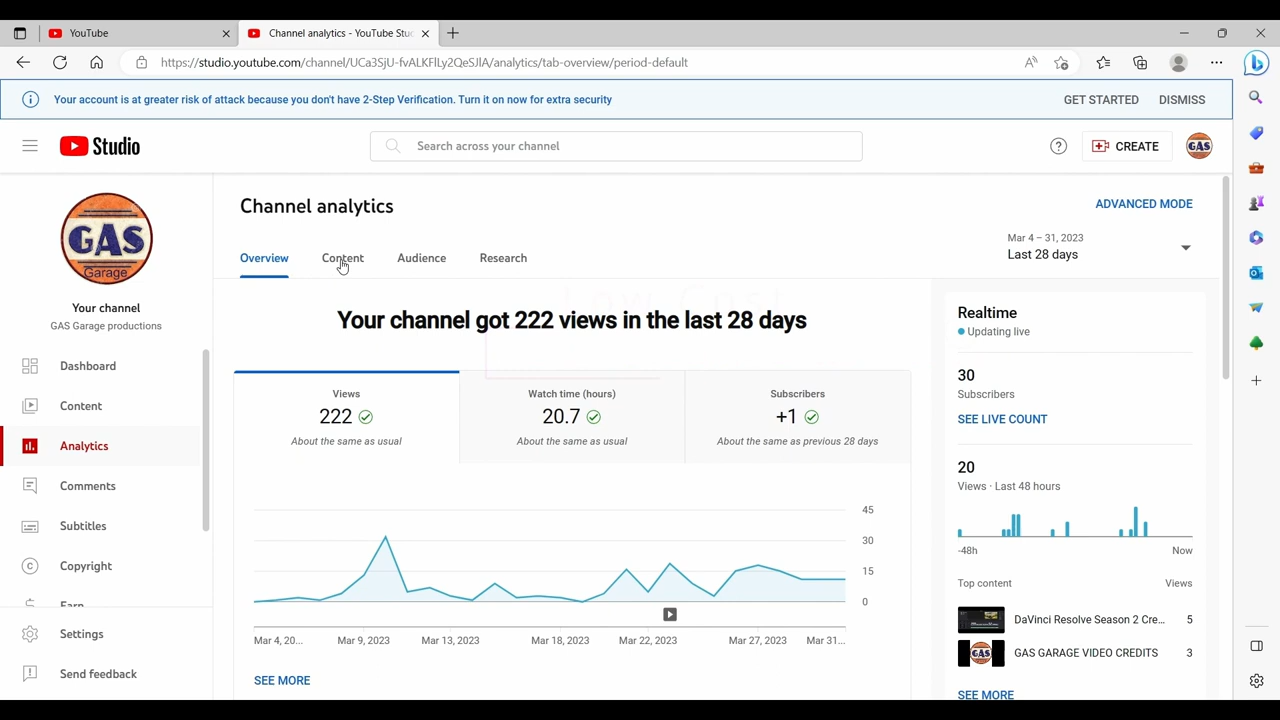 YouTube
Channel analytics - YouTube Stu
https://studio.youtube.com/channel/UCa3SjU-fvALKFlLy2QeSJlA/analytics/tab-overview/period-default
Your account is at greater risk of attack because you don't have 2-Step Verification. Turn it on now for extra security
GET STARTED
DISMISS
Studio
Search across your channel
CREATE
GAS
GAS
Garage
Your channel
GAS Garage productions
Dashboard
Content
Analytics
Comments
Subtitles
Copyright
Earn
Settings
Send feedback
Channel analytics
ADVANCED MODE
Overview
Content
Audience
Research
Mar 4 – 31, 2023
Last 28 days
Low Cost
Your channel got 222 views in the last 28 days
Views
222
About the same as usual
Watch time (hours)
20.7
About the same as usual
Subscribers
+1
About the same as previous 28 days
45
30
15
0
Mar 4, 20...
Mar 9, 2023
Mar 13, 2023
Mar 18, 2023
Mar 22, 2023
Mar 27, 2023
Mar 31...
SEE MORE
Realtime
Updating live
30
Subscribers
SEE LIVE COUNT
20
Views · Last 48 hours
-48h
Now
Top content
Views
DaVinci Resolve Season 2 Cre...
5
GAS
GAS GARAGE VIDEO CREDITS
3
SEE MORE